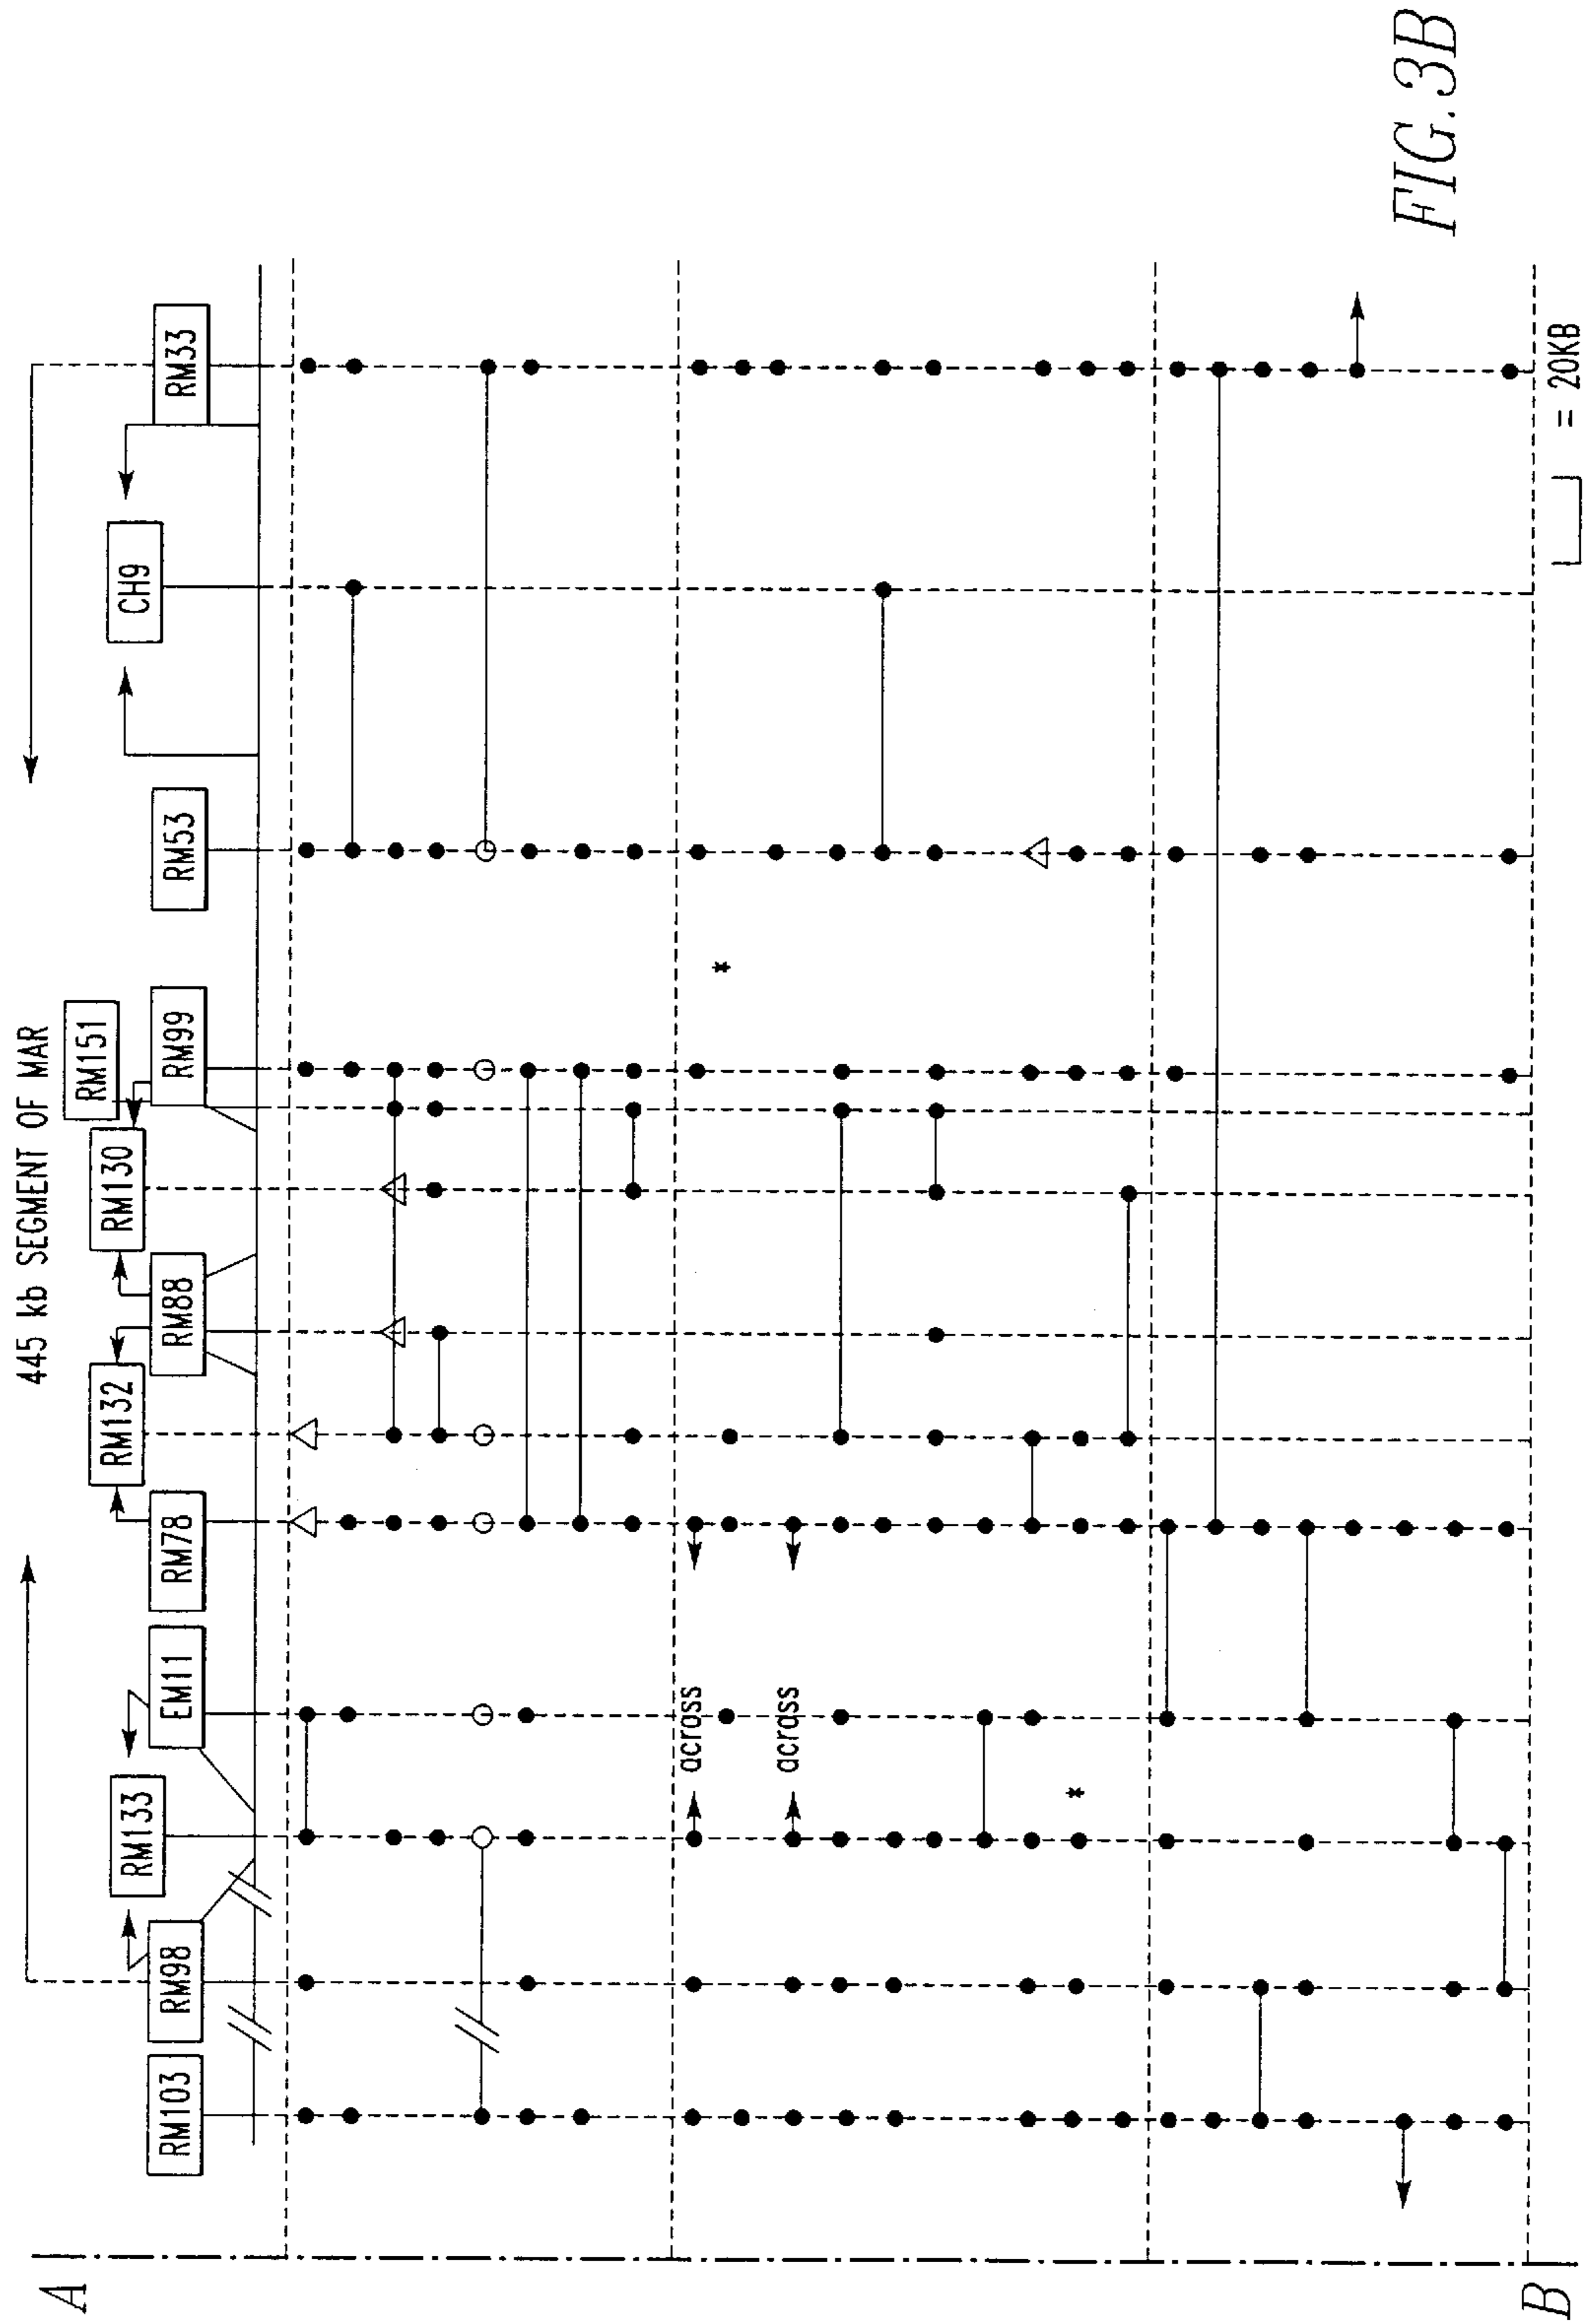 A
445 kb SEGMENT OF MAR
RM103
RM98
RM133
EM11
RM78
RM132
RM88
RM130
RM151
RM99
RM53
CH9
RM33
across
across
*
*
B
= 20KB
FIG.3B